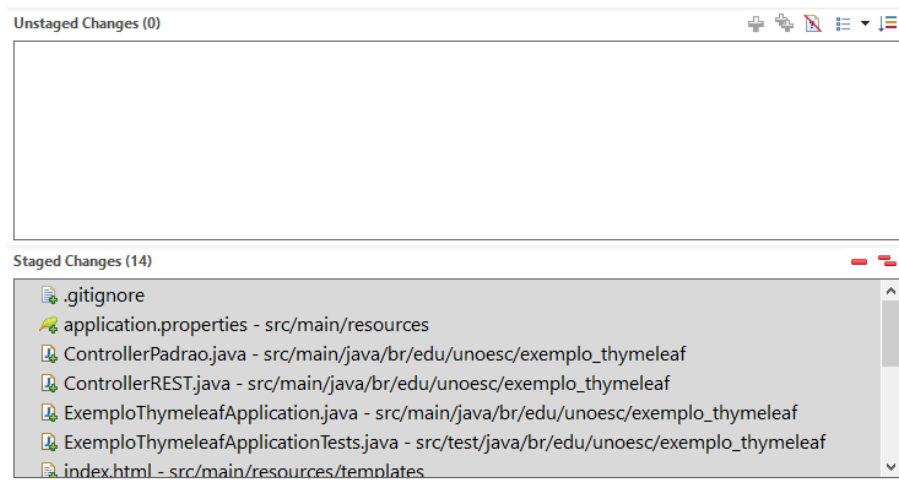 Unstaged Changes (0)
Staged Changes (14)
.gitignore
application.properties - src/main/resources
ControllerPadrao.java - src/main/java/br/edu/unoesc/exemplo_thymeleaf
ControllerREST.java - src/main/java/br/edu/unoesc/exemplo_thymeleaf
ExemploThymeleafApplication.java - src/main/java/br/edu/unoesc/exemplo_thymeleaf
ExemploThymeleafApplicationTests.java - src/test/java/br/edu/unoesc/exemplo_thymeleaf
index.html - src/main/resources/templates